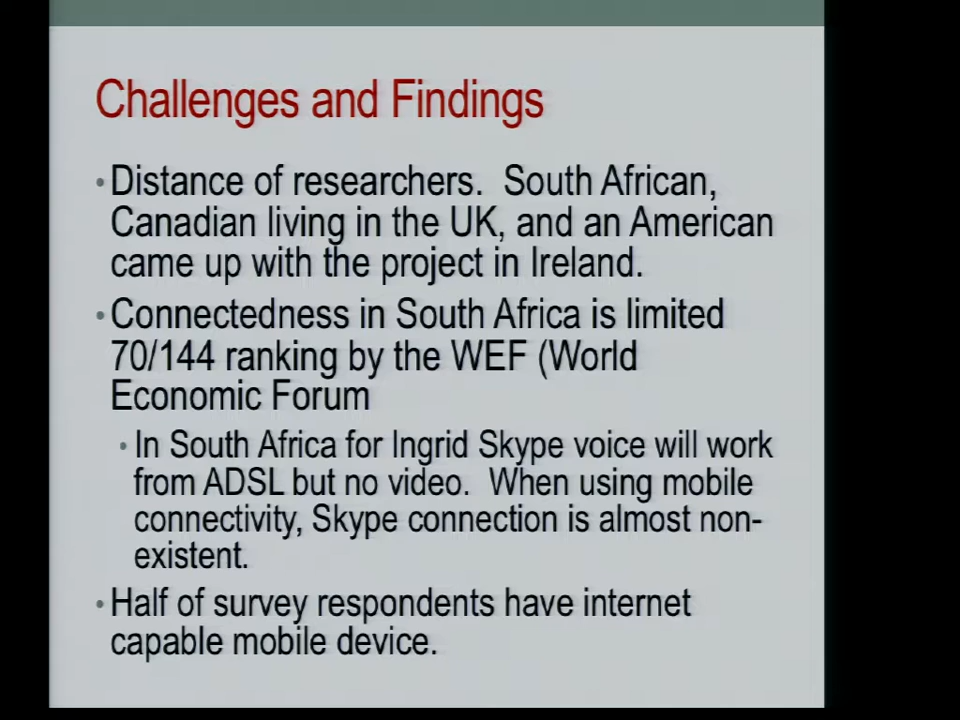 Challenges and Findings
• Distance of researchers.  South African,
Canadian living in the UK, and an American
came up with the project in Ireland.
• Connectedness in South Africa is limited
70/144 ranking by the WEF (World
Economic Forum
• In South Africa for Ingrid Skype voice will work
from ADSL but no video.  When using mobile
connectivity, Skype connection is almost non-
existent.
• Half of survey respondents have internet
capable mobile device.